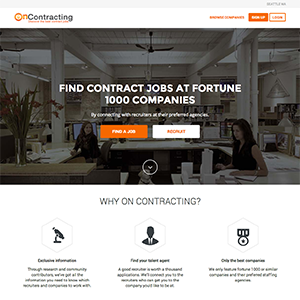 SEATTLE WA
onContracting
BROWSE COMPANIES
SIGN UP
LOGIN
FIND CONTRACT JOBS AT FORTUNE
1000 COMPANIES
By connecting with recruiters at their preferred agencies.
FIND A JOB
RECRUIT
WHY ON CONTRACTING?
Exclusive information
Through research and community
contributors, we've got all the
information you need to know which
recruiters and companies to work with.
Find your talent agent
A good recruiter is worth a thousand
applications. We'll connect you to the
recruiters who can get you to the
company you'd like to be at.
Only the best companies
We only feature fortune 1000 or similar
companies and their preferred staffing
agencies.